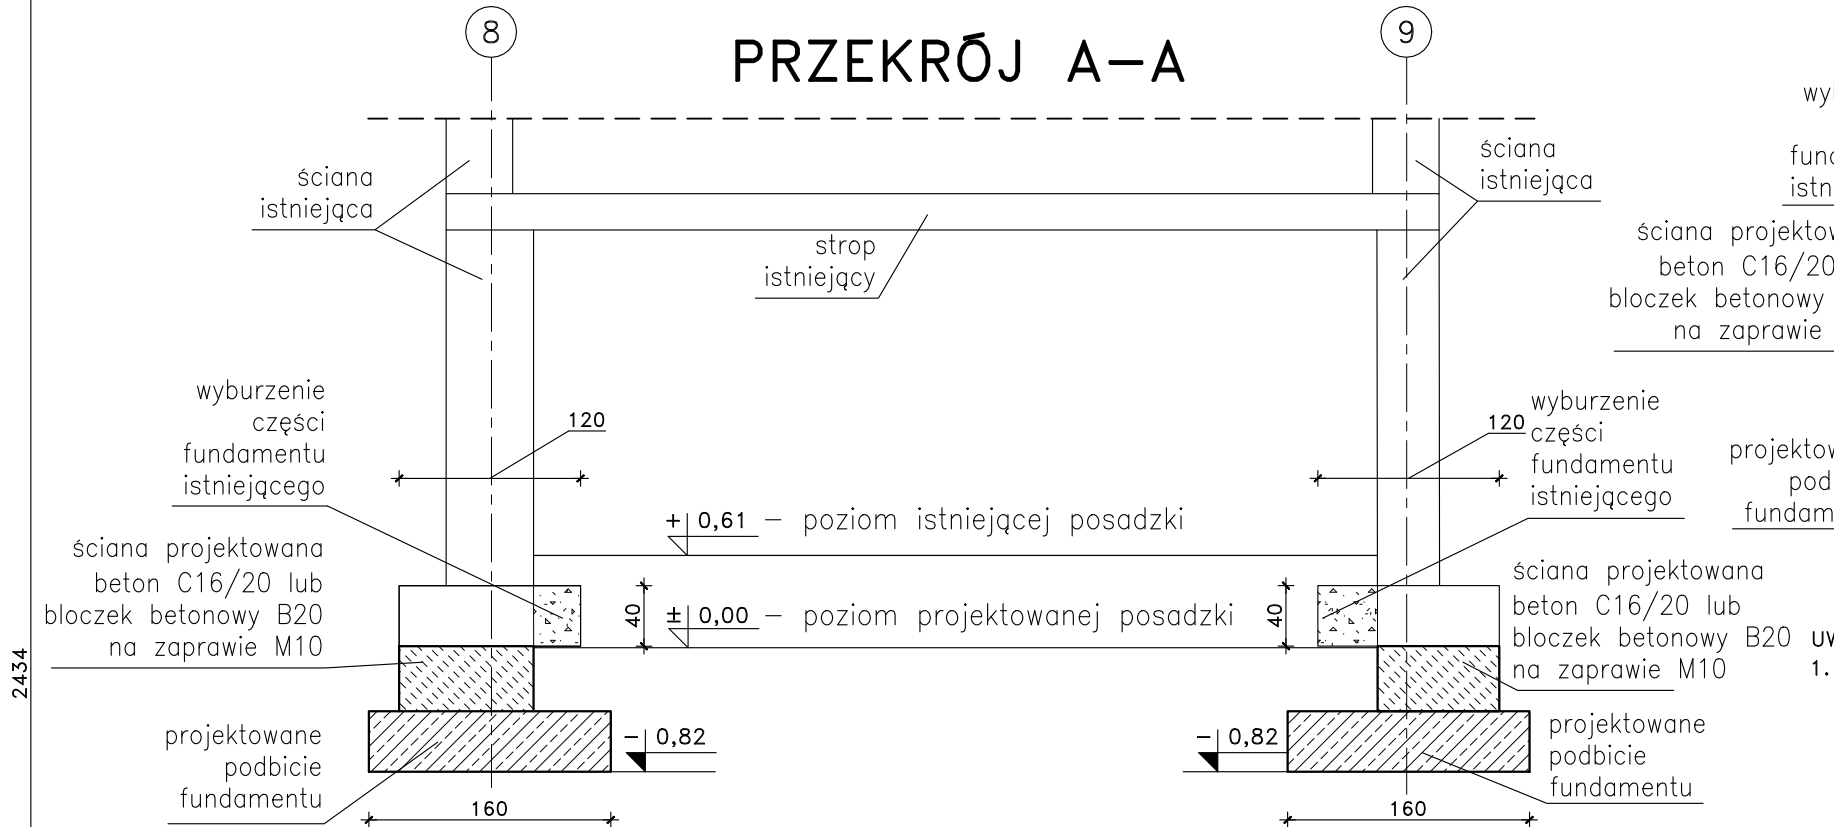 8
9
PRZEKRÓJ A—A
ściana
istniejąca
ściana
istniejąca
strop
istniejący
wyburzenie
części
fundamentu
istniejącego
120
120
wyburzenie
części
fundamentu
istniejącego
+ 0,61 – poziom istniejącej posadzki
ściana projektowana
beton C16/20 lub
bloczek betonowy B20
na zaprawie M10
40
± 0,00 – poziom projektowanej posadzki
40
ściana projektowana
beton C16/20 lub
bloczek betonowy B20
na zaprawie M10
projektowane
podbicie
fundamentu
– 0,82
– 0,82
projektowane
podbicie
fundamentu
160
160
2434
ściana
beton C16/20
bloczek betonowy
na zaprawie
1.